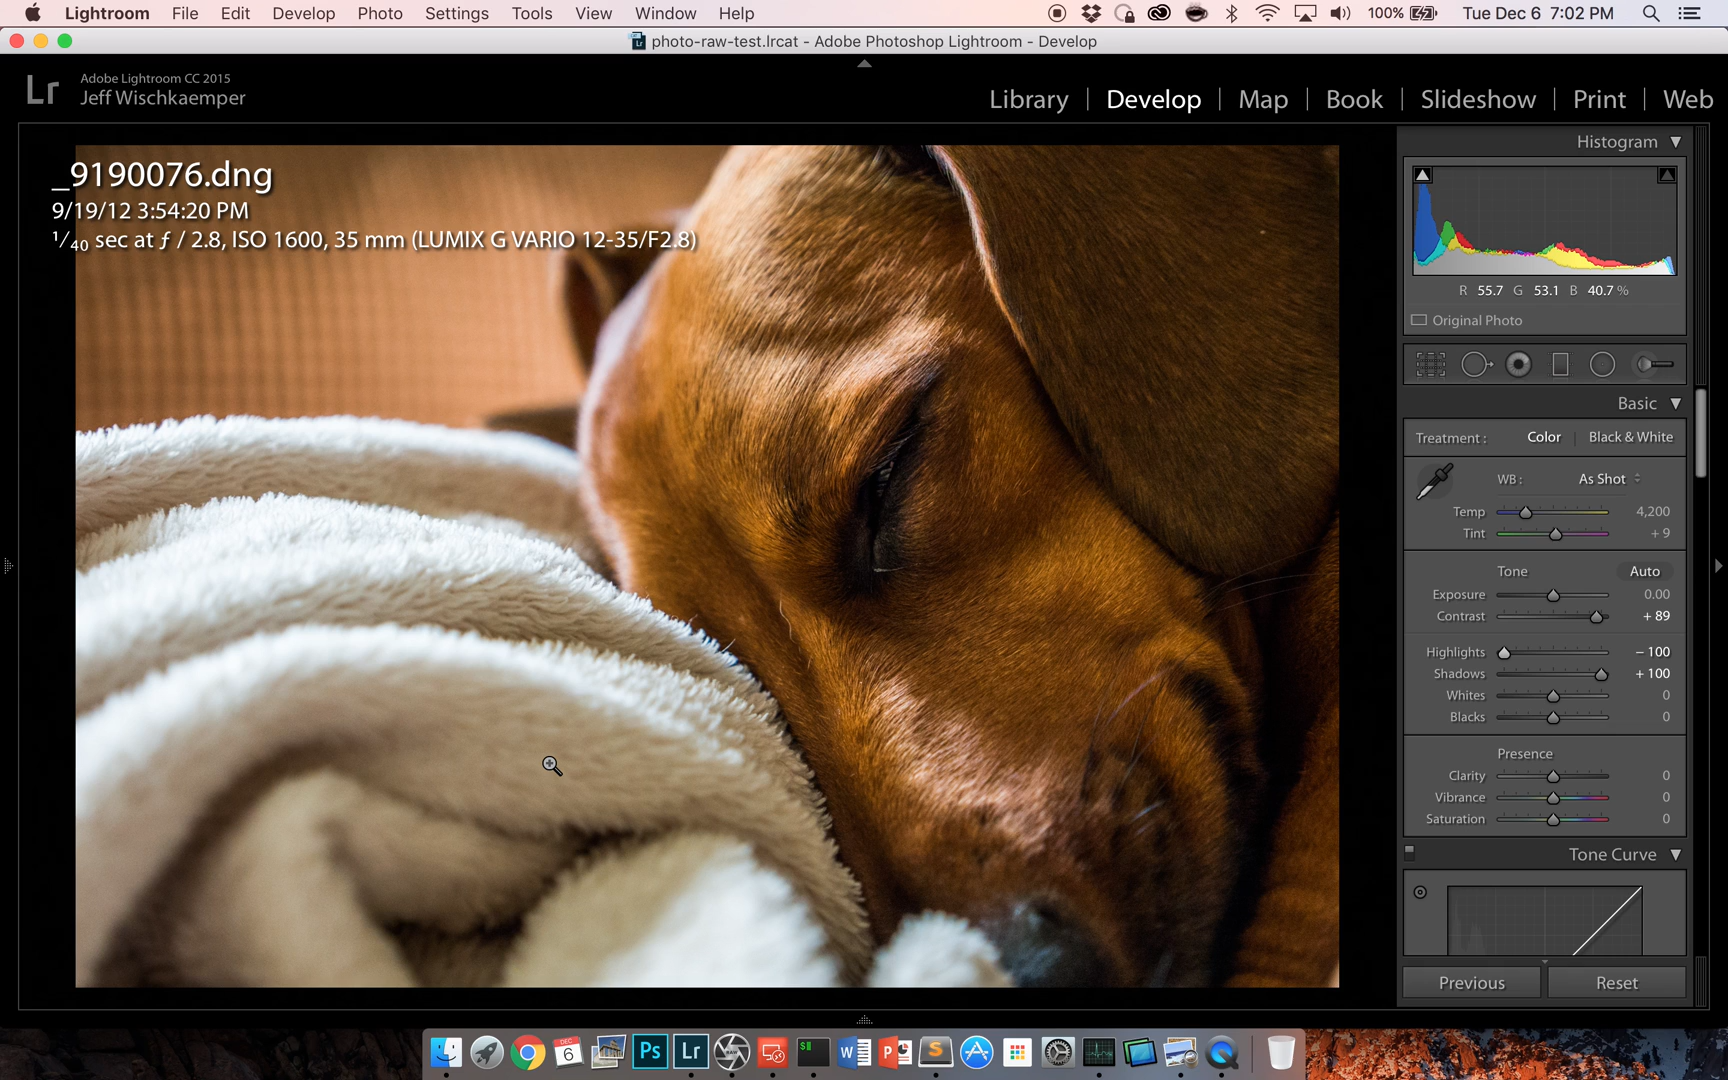 Lightroom File Edit Develop Photo Settings Tools View Window Help 100% Tue Dec 6 7:02 PM
photo-raw-test.lrcat - Adobe Photoshop Lightroom - Develop
Lr
Adobe Lightroom CC 2015
Jeff Wischkaemper
Library | Develop | Map | Book | Slideshow | Print | Web
_9190076.dng
9/19/12 3:54:20 PM
1/40 sec at ƒ / 2.8, ISO 1600, 35 mm (LUMIX G VARIO 12-35/F2.8)
Histogram
R 55.7 G 53.1 B 40.7 %
Original Photo
Basic
Treatment : Color | Black & White
WB : As Shot
Temp 4,200
Tint + 9
Tone Auto
Exposure 0.00
Contrast + 89
Highlights − 100
Shadows + 100
Whites 0
Blacks 0
Presence
Clarity 0
Vibrance 0
Saturation 0
Tone Curve
Previous Reset
DEC
6
Ps
Lr
RAW
$
W
P
S